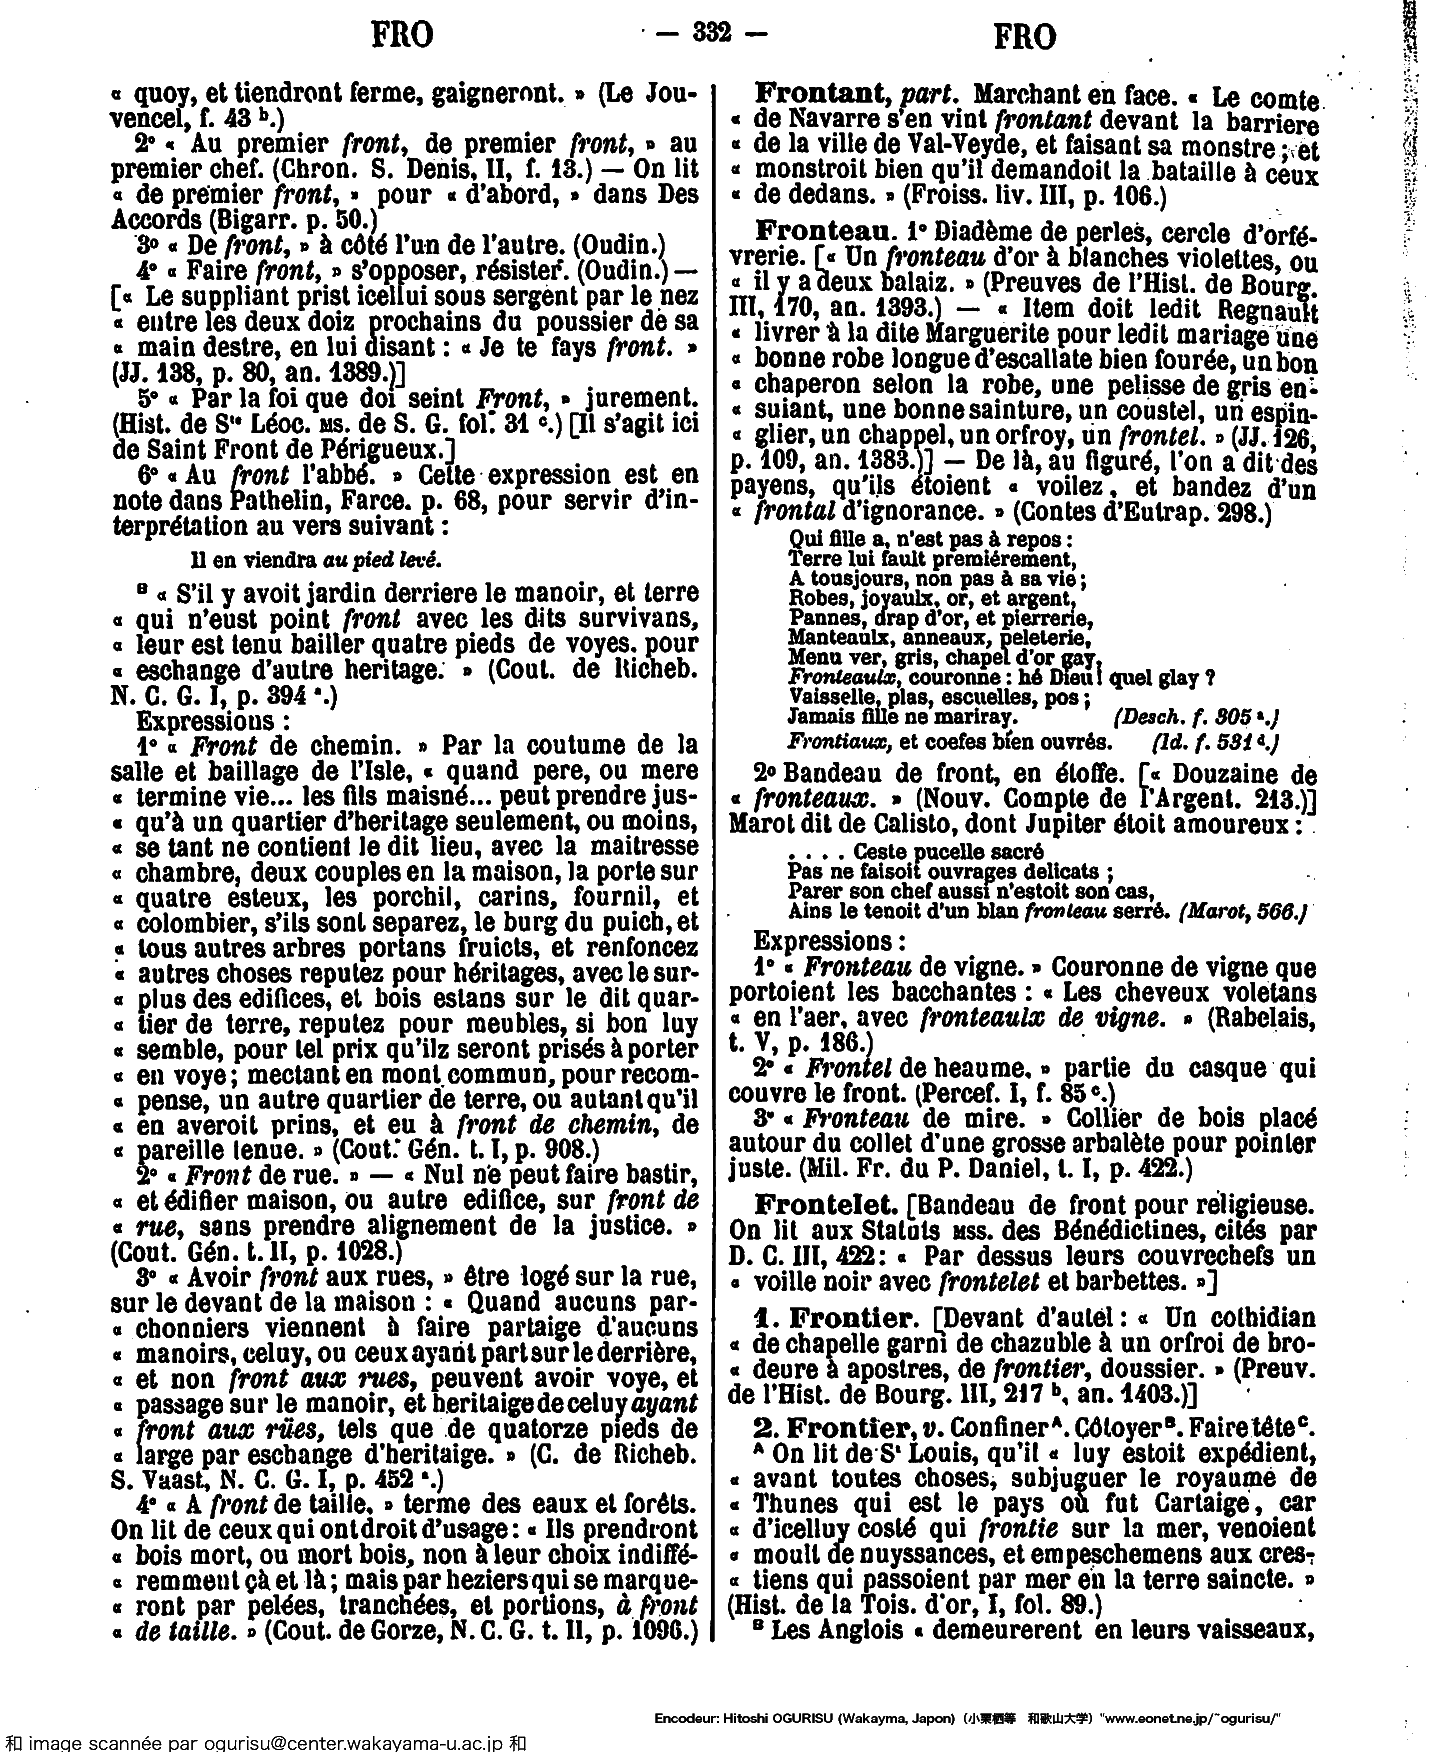 FRO — 332 — FRO
« quoy, et tiendront ferme, gaigneront. » (Le Jou-
vencel, f. 43 b.)
2° « Au premier front, de premier front, » au
premier chef. (Chron. S. Denis, II, f. 13.) — On lit
« de premier front, » pour « d'abord, » dans Des
Accords (Bigarr. p. 50.)
3° « De front, » à côté l'un de l'autre. (Oudin.)
4° « Faire front, » s'opposer, résister. (Oudin.) —
[« Le suppliant prist icellui sous sergent par le nez
« entre les deux doiz prochains du poussier de sa
« main destre, en lui disant : « Je te fays front. »
(JJ. 138, p. 80, an. 1389.)]
5° « Par la foi que doi seint Front, » jurement.
(Hist. de Ste Léoc. MS. de S. G. fol. 31 c.) [Il s'agit ici
de Saint Front de Périgueux.]
6° « Au front l'abbé. » Cette expression est en
note dans Pathelin, Farce. p. 68, pour servir d'in-
terprétation au vers suivant :
Il en viendra au pied levé.
B « S'il y avoit jardin derriere le manoir, et terre
« qui n'eust point front avec les dits survivans,
« leur est tenu bailler quatre pieds de voyes. pour
« eschange d'autre heritage. » (Cout. de Richeb.
N. C. G. I, p. 394 a.)
Expressions :
1° « Front de chemin. » Par la coutume de la
salle et baillage de l'Isle, « quand pere, ou mere
« termine vie... les fils maisné... peut prendre jus-
« qu'à un quartier d'heritage seulement, ou moins,
« se tant ne contient le dit lieu, avec la maitresse
« chambre, deux couples en la maison, la porte sur
« quatre esteux, les porchil, carins, fournil, et
« colombier, s'ils sont separez, le burg du puich, et
« tous autres arbres portans fruicts, et renfoncez
« autres choses reputez pour héritages, avec le sur-
« plus des edifices, et bois estans sur le dit quar-
« tier de terre, reputez pour meubles, si bon luy
« semble, pour tel prix qu'ilz seront prisés à porter
« en voye ; mectant en mont commun, pour recom-
« pense, un autre quartier de terre, ou autant qu'il
« en averoit prins, et eu à front de chemin, de
« pareille tenue. » (Cout. Gén. t. I, p. 908.)
2° « Front de rue. » — « Nul ne peut faire bastir,
« et édifier maison, ou autre edifice, sur front de
« rue, sans prendre alignement de la justice. »
(Cout. Gén. t. II, p. 1028.)
3° « Avoir front aux rues, » être logé sur la rue,
sur le devant de la maison : « Quand aucuns par-
« chonniers viennent à faire partaige d'aucuns
« manoirs, celuy, ou ceux ayant part sur le derrière,
« et non front aux rues, peuvent avoir voye, et
« passage sur le manoir, et heritaige de celuy ayant
« front aux rües, tels que de quatorze pieds de
« large par eschange d'heritaige. » (C. de Richeb.
S. Vaast, N. C. G. I, p. 452 a.)
4° « A front de taille, » terme des eaux et forêts.
On lit de ceux qui ont droit d'usage : « Ils prendront
« bois mort, ou mort bois, non à leur choix indiffé-
« remment çà et là ; mais par heziers qui se marque-
« ront par pelées, tranchées, et portions, à front
« de taille. » (Cout. de Gorze, N. C. G. t. II, p. 1096.)
Frontant, part. Marchant en face. « Le comte
« de Navarre s'en vint frontant devant la barriere
« de la ville de Val-Veyde, et faisant sa monstre ; et
« monstroit bien qu'il demandoit la bataille à ceux
« de dedans. » (Froiss. liv. III, p. 106.)
Fronteau. 1° Diadème de perles, cercle d'orfé-
vrerie. [« Un fronteau d'or à blanches violettes, ou
« il y a deux balaiz. » (Preuves de l'Hist. de Bourg.
III, 170, an. 1393.) — « Item doit ledit Regnault
« livrer à la dite Marguerite pour ledit mariage une
« bonne robe longue d'escallate bien fourée, un bon
« chaperon selon la robe, une pelisse de gris en-
« suiant, une bonne sainture, un coustel, un espin-
« glier, un chappel, un orfroy, un frontel. » (JJ. 126,
p. 109, an. 1383.)] — De là, au figuré, l'on a dit des
payens, qu'ils étoient « voilez, et bandez d'un
« frontal d'ignorance. » (Contes d'Eutrap. 298.)
Qui fille a, n'est pas à repos :
Terre lui fault premiérement,
A tousjours, non pas à sa vie ;
Robes, joyaulx, or, et argent,
Pannes, drap d'or, et pierrerie,
Manteaulx, anneaux, peleterie,
Menu ver, gris, chapel d'or gay,
Fronteaulx, couronne : hé Dieu ! quel glay ?
Vaisselle, plas, escuelles, pos ;
Jamais fille ne mariray. (Desch. f. 305 a.)
Frontiaux, et coefes bien ouvrés. (Id. f. 531 d.)
2° Bandeau de front, en étoffe. [« Douzaine de
« fronteaux. » (Nouv. Compte de l'Argent. 213.)]
Marot dit de Calisto, dont Jupiter étoit amoureux :
. . . . Ceste pucelle sacré
Pas ne faisoit ouvrages delicats ;
Parer son chef aussi n'estoit son cas,
Ains le tenoit d'un blan fronteau serré. (Marot, 566.)
Expressions :
1° « Fronteau de vigne. » Couronne de vigne que
portoient les bacchantes : « Les cheveux voletans
« en l'aer, avec fronteaulx de vigne. » (Rabelais,
t. V, p. 186.)
2° « Frontel de heaume. » partie du casque qui
couvre le front. (Percef. I, f. 85 c.)
3° « Fronteau de mire. » Collier de bois placé
autour du collet d'une grosse arbalète pour pointer
juste. (Mil. Fr. du P. Daniel, t. I, p. 422.)
Frontelet. [Bandeau de front pour religieuse.
On lit aux Statuts MSS. des Bénédictines, cités par
D. C. III, 422 : « Par dessus leurs couvrechefs un
« voille noir avec frontelet et barbettes. »]
1. Frontier. [Devant d'autel : « Un cothidian
« de chapelle garni de chazuble à un orfroi de bro-
« deure à apostres, de frontier, doussier. » (Preuv.
de l'Hist. de Bourg. III, 217 b, an. 1403.)]
2. Frontier, v. Confiner A. Côtoyer B. Faire tête C.
A On lit de St Louis, qu'il « luy estoit expédient,
« avant toutes choses, subjuguer le royaume de
« Thunes qui est le pays où fut Cartaige, car
« d'icelluy costé qui frontie sur la mer, venoient
« moult de nuyssances, et empeschemens aux cres-
« tiens qui passoient par mer en la terre saincte. »
(Hist. de la Tois. d'or, I, fol. 89.)
B Les Anglois « demeurerent en leurs vaisseaux,
Encodeur: Hitoshi OGURISU (Wakayma, Japon) (小栗栖等 和歌山大学) "www.eonet.ne.jp/~ogurisu/"
和 image scannée par ogurisu@center.wakayama-u.ac.jp 和